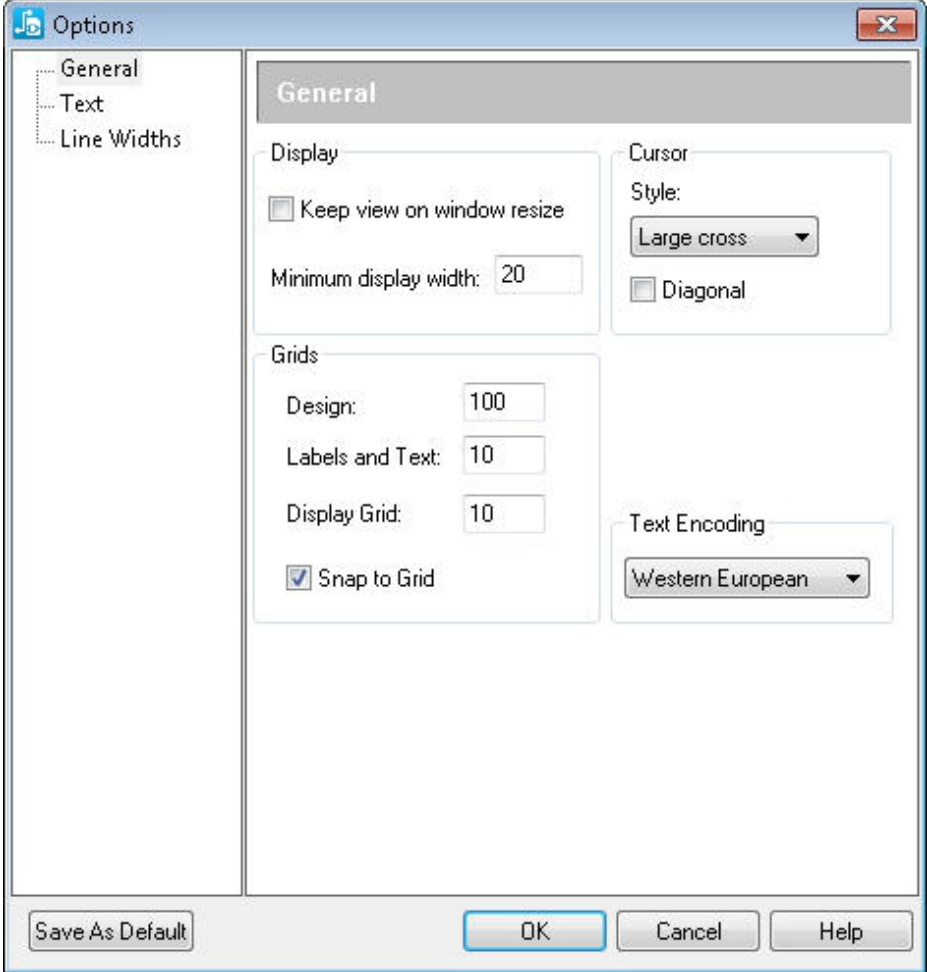 Options
General
Text
Line Widths
General
Display
Keep view on window resize
Minimum display width: 20
Cursor
Style:
Large cross
Diagonal
Grids
Design: 100
Labels and Text: 10
Display Grid: 10
Snap to Grid
Text Encoding
Western European
Save As Default
OK
Cancel
Help